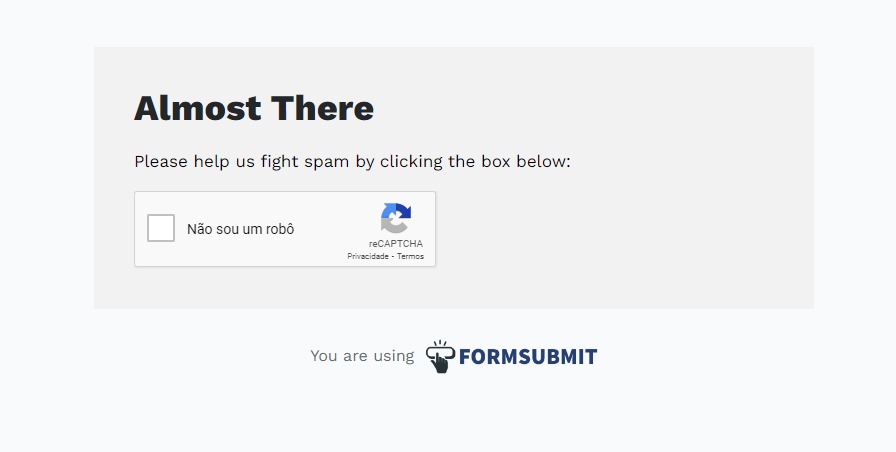 Almost There
Please help us fight spam by clicking the box below:
Não sou um robô
reCAPTCHA
Privacidade - Termos
You are using FORMSUBMIT